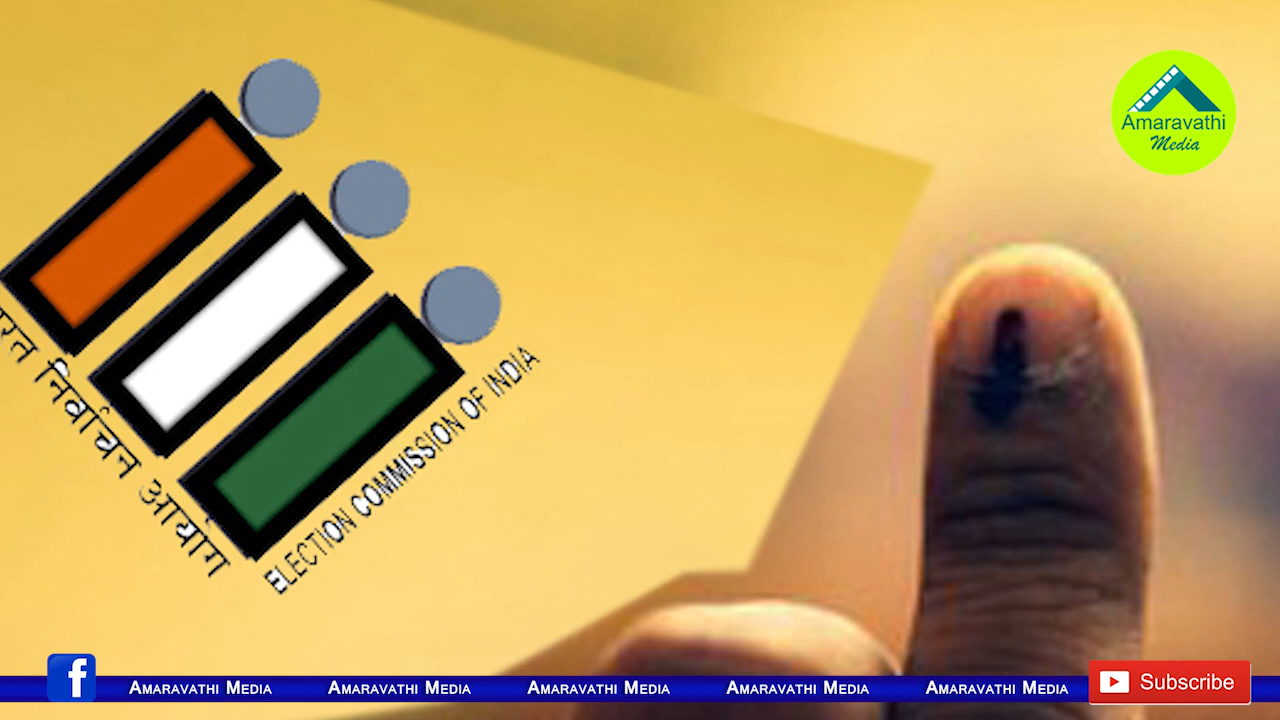 Amaravathi
Media
भारत निर्वाचन आयोग
ELECTION COMMISSION OF INDIA
f
AMARAVATHI MEDIA AMARAVATHI MEDIA AMARAVATHI MEDIA AMARAVATHI MEDIA AMARAVATHI MEDIA
Subscribe